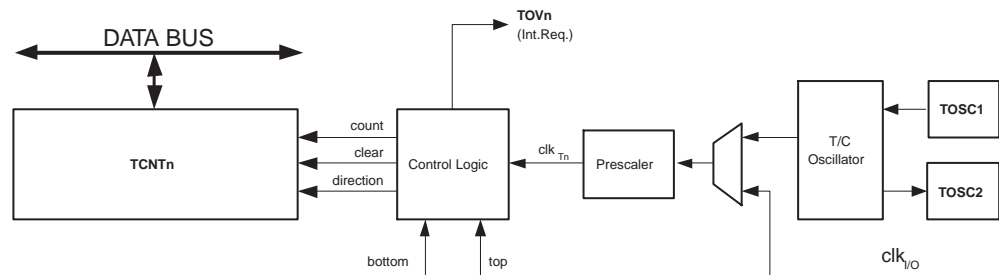 DATA BUS
TOVn
(Int.Req.)
TCNTn
count
clear
direction
Control Logic
clkTn
Prescaler
T/C
Oscillator
TOSC1
TOSC2
bottom
top
clkI/O